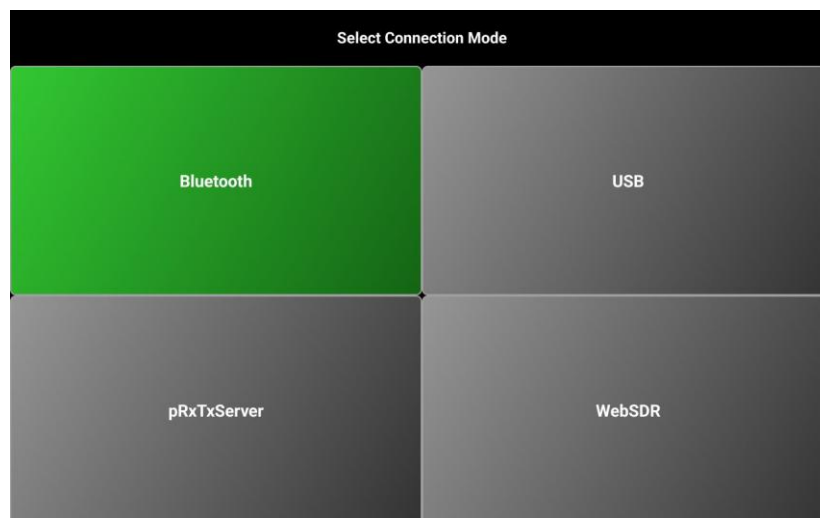 Select Connection Mode
Bluetooth
USB
pRxTxServer
WebSDR